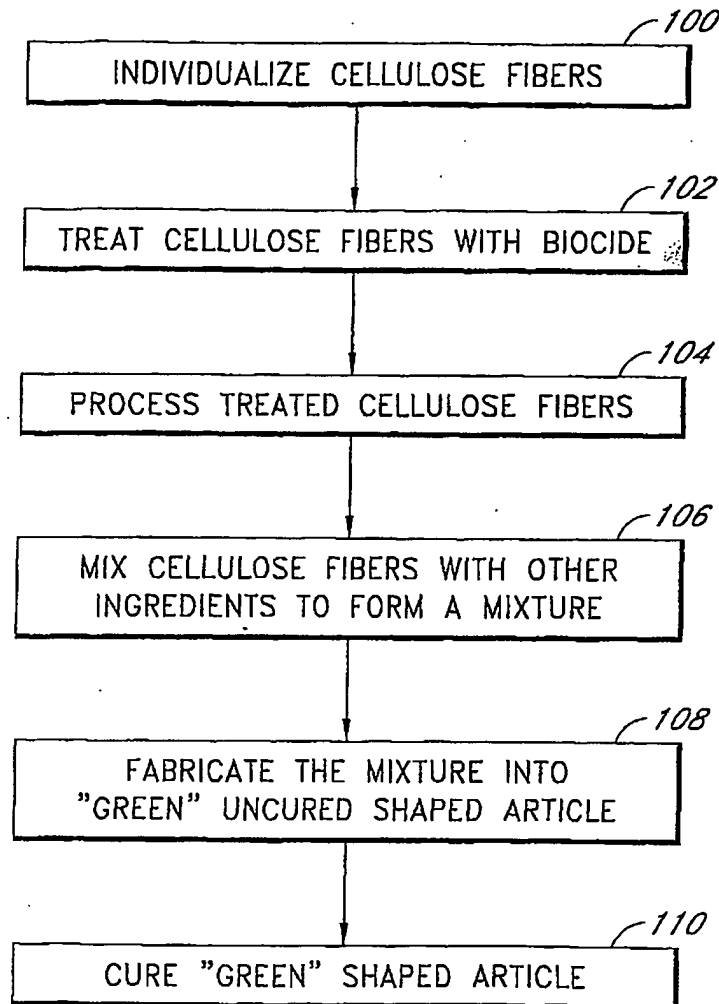 100
INDIVIDUALIZE CELLULOSE FIBERS
102
TREAT CELLULOSE FIBERS WITH BIOCIDE
104
PROCESS TREATED CELLULOSE FIBERS
106
MIX CELLULOSE FIBERS WITH OTHER
INGREDIENTS TO FORM A MIXTURE
108
FABRICATE THE MIXTURE INTO
"GREEN" UNCURED SHAPED ARTICLE
110
CURE "GREEN" SHAPED ARTICLE